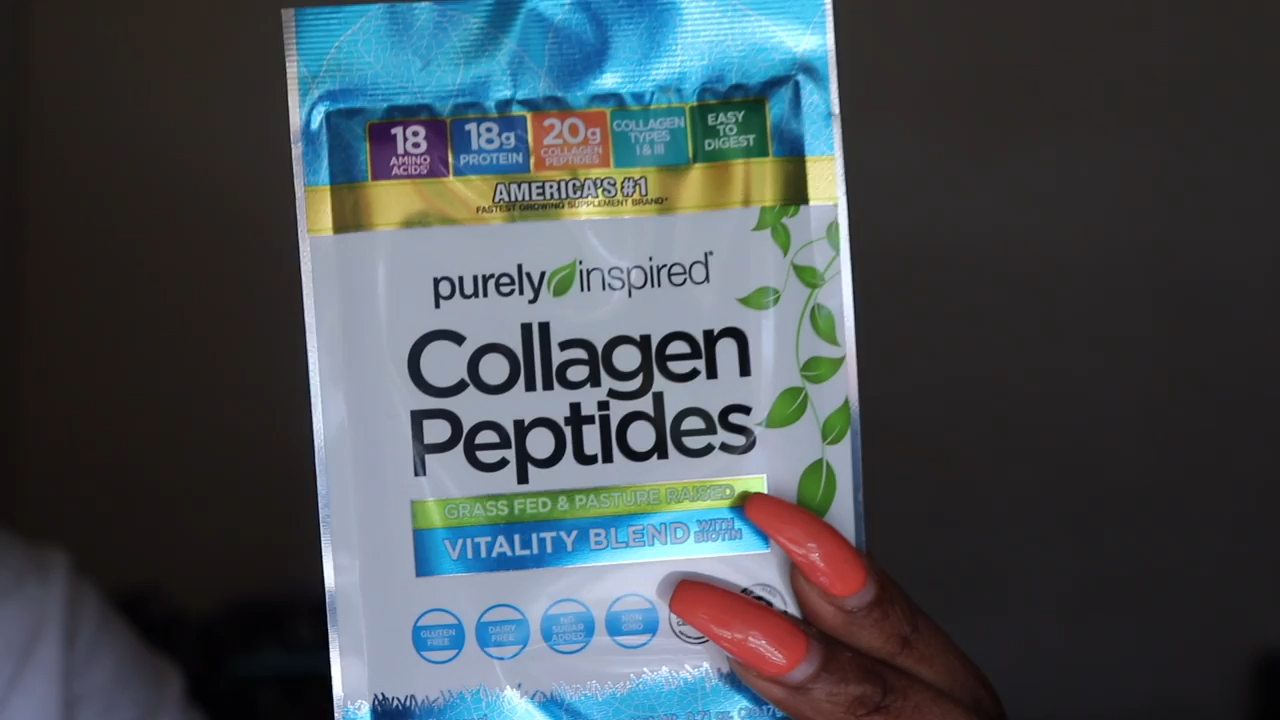 18
AMINO
ACIDS†
18g
PROTEIN
20g
COLLAGEN
PEPTIDES
COLLAGEN
TYPES
I & III
EASY
TO
DIGEST
AMERICA'S #1
FASTEST GROWING SUPPLEMENT BRAND*
purely inspired®
Collagen
Peptides
GRASS FED & PASTURE RAISED
VITALITY BLEND WITH
BIOTIN
GLUTEN
FREE
DAIRY
FREE
NO
SUGAR
ADDED
NON
GMO